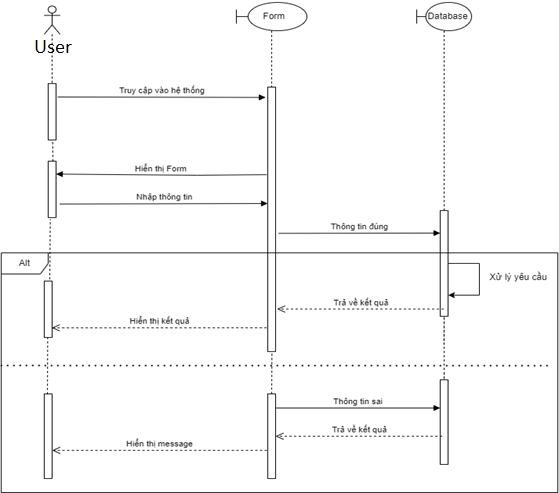 User
Form
Database
Truy cập vào hệ thống
Hiển thị Form
Nhập thông tin
Thông tin đúng
Alt
Xử lý yêu cầu
Trả về kết quả
Hiển thị kết quả
Thông tin sai
Trả về kết quả
Hiển thị message